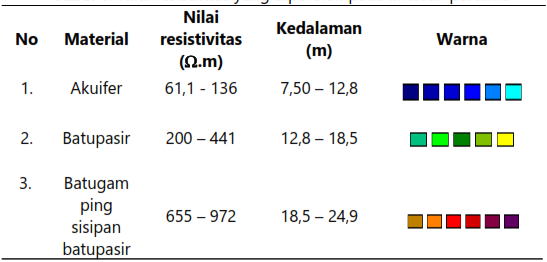 No Material Nilai resistivitas (Ω.m) Kedalaman (m) Warna
1. Akuifer 61,1 - 136 7,50 – 12,8
2. Batupasir 200 – 441 12,8 – 18,5
3. Batugam
ping
sisipan
batupasir 655 – 972 18,5 – 24,9